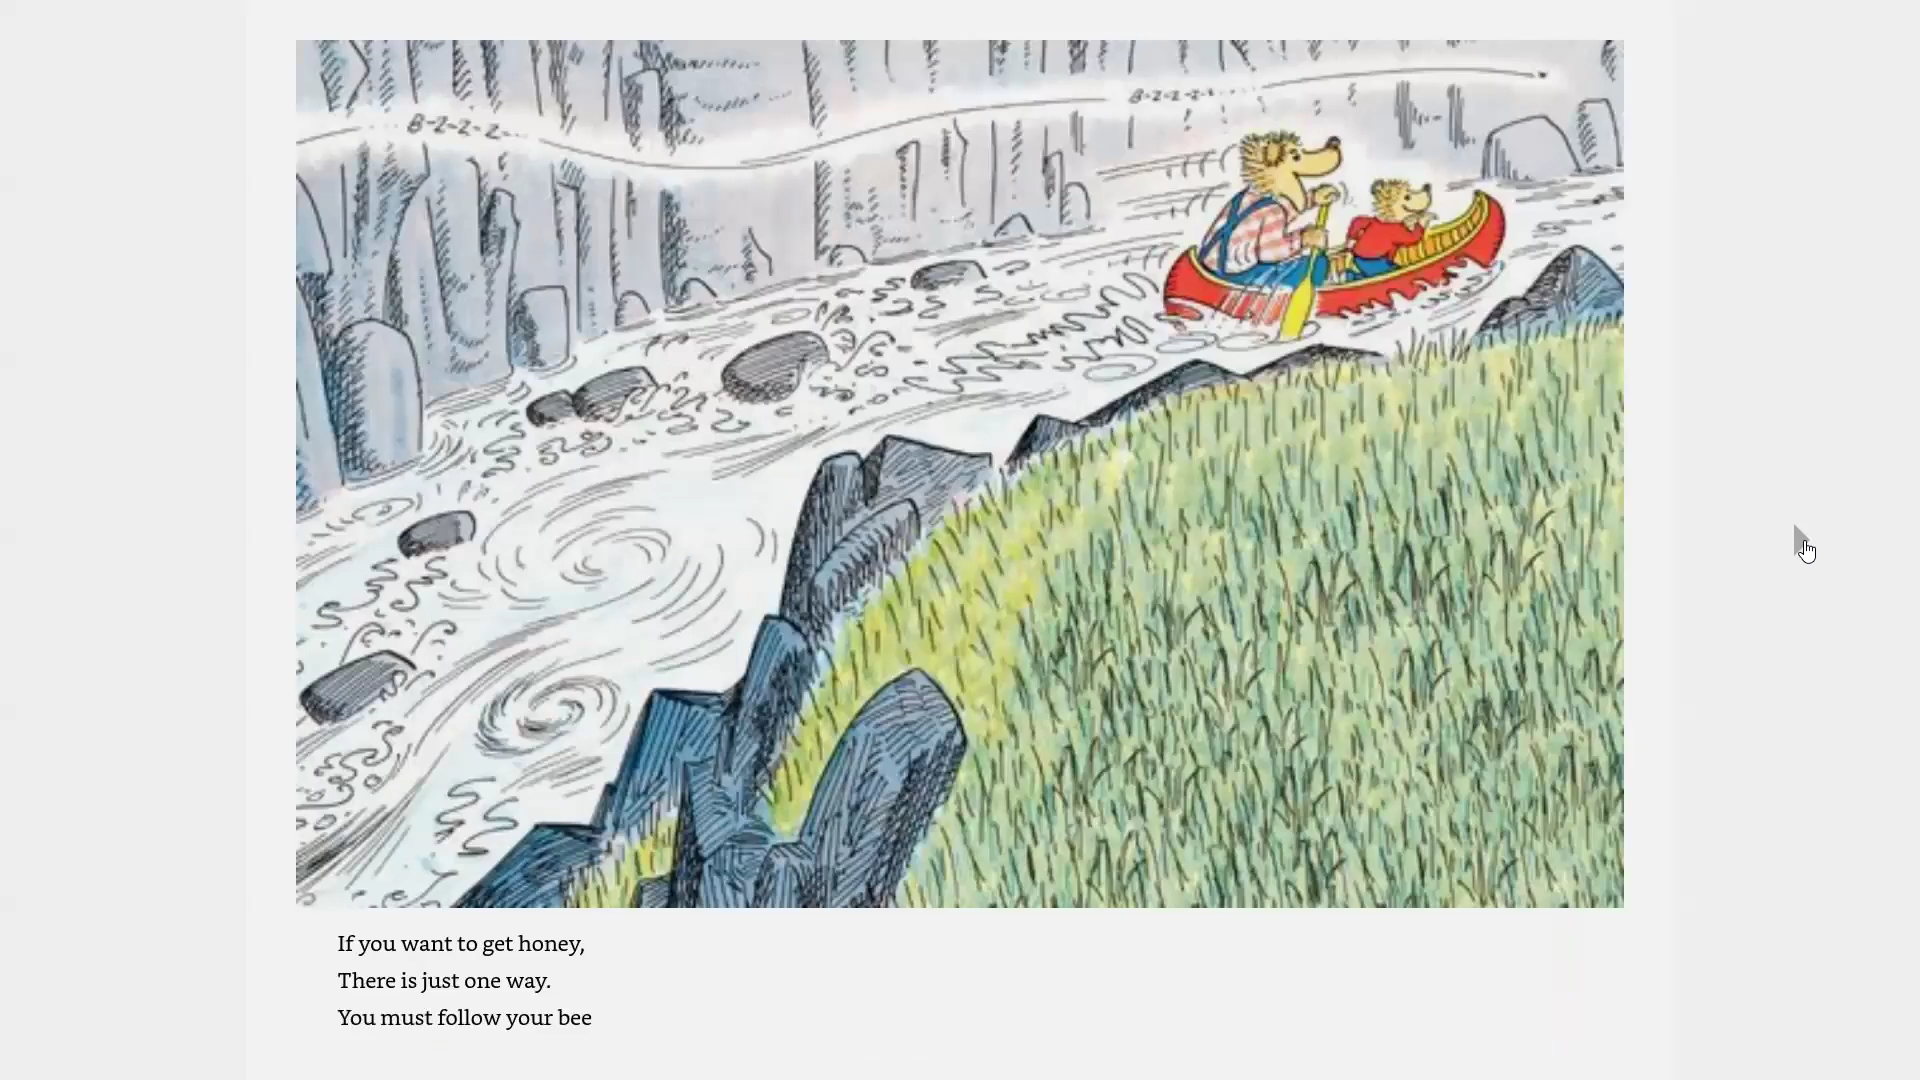 B-Z-Z-Z-Z....
B-Z-Z-Z-Z....
If you want to get honey,
There is just one way.
You must follow your bee